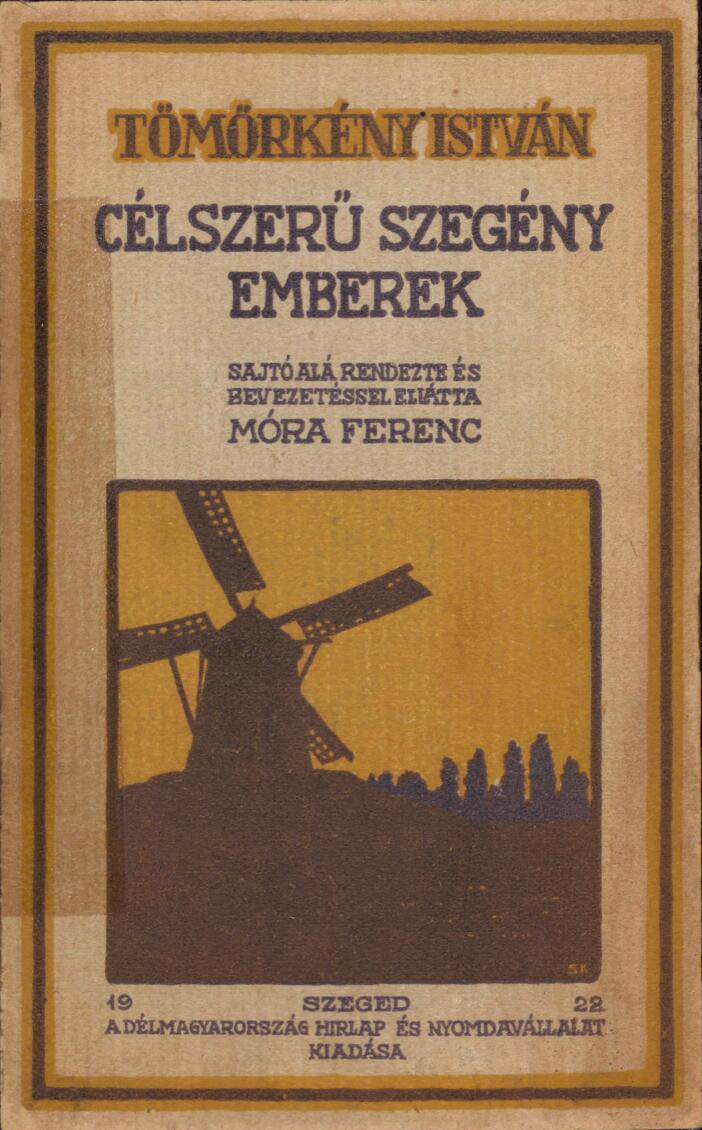 TÖMÖRKÉNY ISTVÁN
CÉLSZERŰ SZEGÉNY
EMBEREK
SAJTÓ ALÁ RENDEZTE ÉS
BEVEZETÉSSEL ELLÁTTA
MÓRA FERENC
S K
19 SZEGED 22
A DÉLMAGYARORSZÁG HIRLAP ÉS NYOMDAVÁLLALAT
KIADÁSA